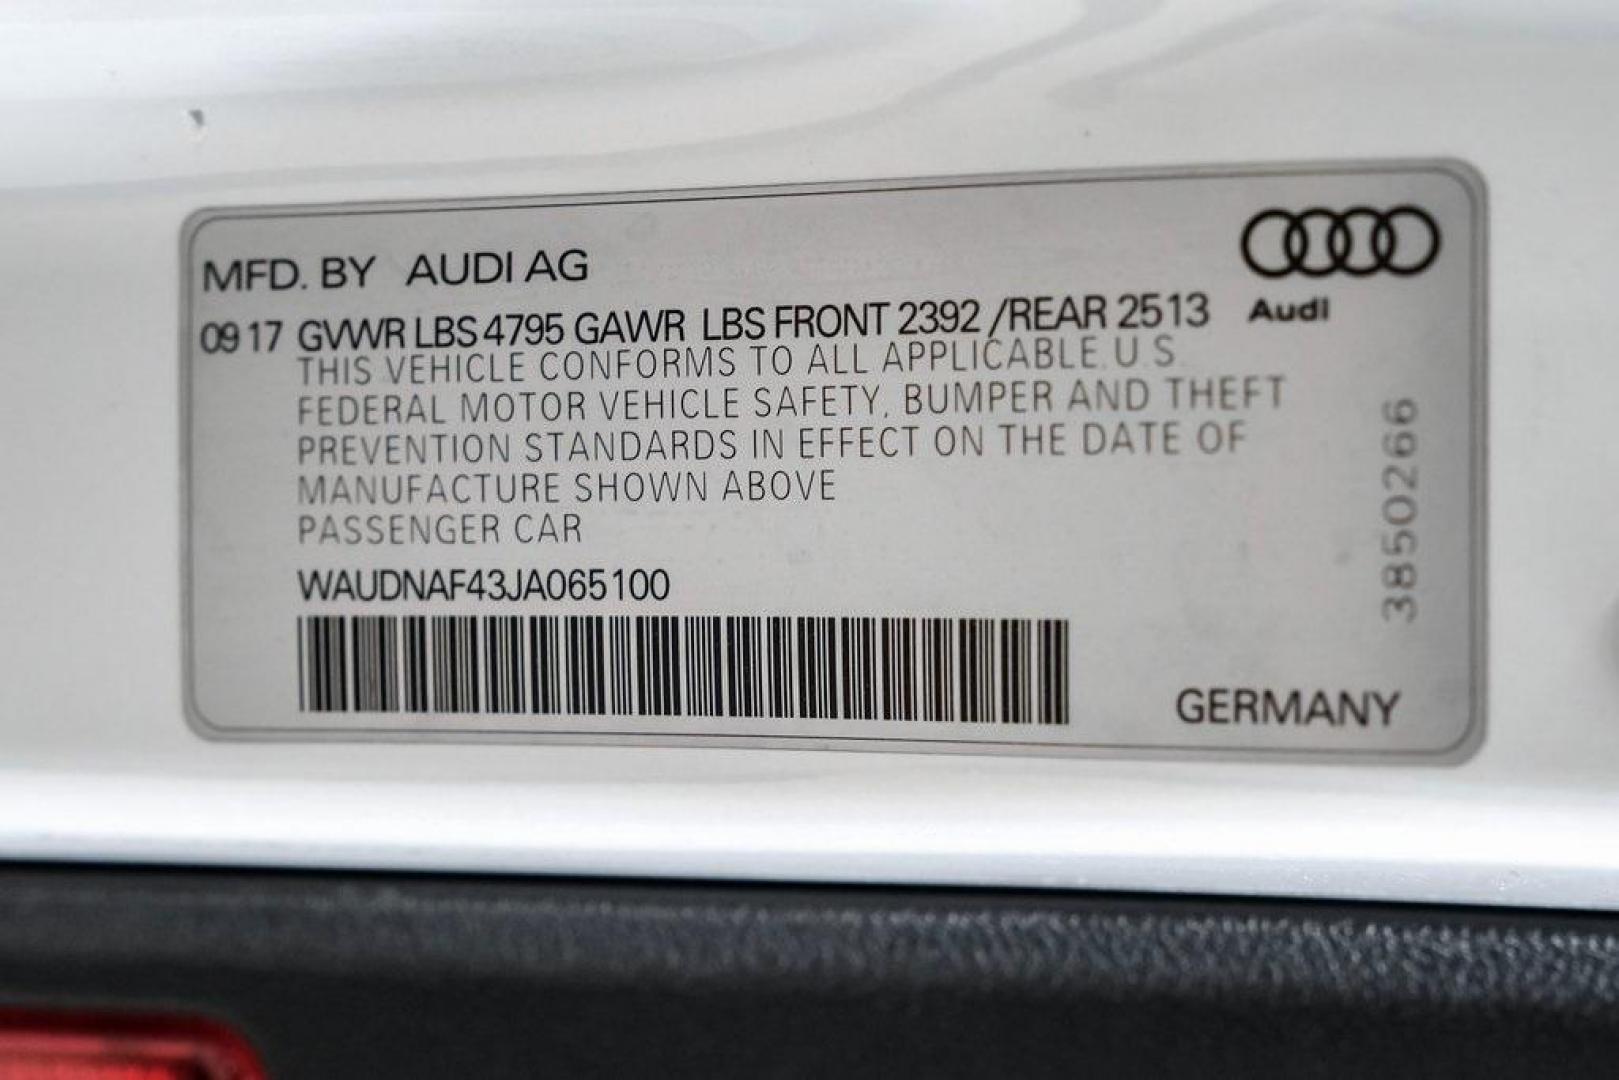 MFD. BY AUDI AG
Audi
09 17 GVWR LBS 4795 GAWR LBS FRONT 2392 /REAR 2513
THIS VEHICLE CONFORMS TO ALL APPLICABLE U.S.
FEDERAL MOTOR VEHICLE SAFETY, BUMPER AND THEFT
PREVENTION STANDARDS IN EFFECT ON THE DATE OF
MANUFACTURE SHOWN ABOVE
PASSENGER CAR
WAUDNAF43JA065100
3850266
GERMANY